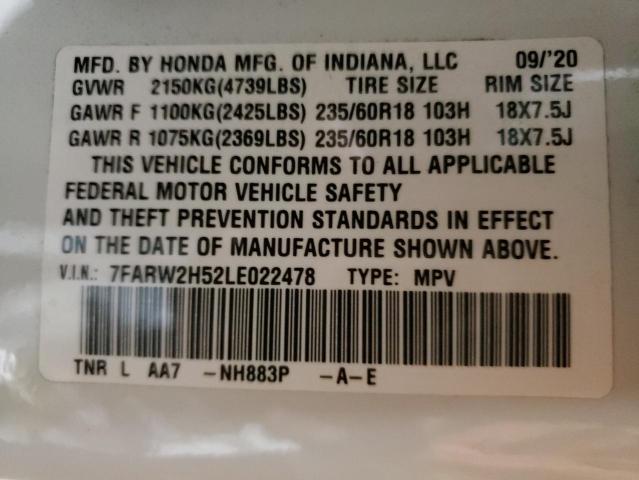 MFD. BY HONDA MFG. OF INDIANA, LLC 09/'20
GVWR 2150KG(4739LBS) TIRE SIZE RIM SIZE
GAWR F 1100KG(2425LBS) 235/60R18 103H 18X7.5J
GAWR R 1075KG(2369LBS) 235/60R18 103H 18X7.5J
THIS VEHICLE CONFORMS TO ALL APPLICABLE
FEDERAL MOTOR VEHICLE SAFETY
AND THEFT PREVENTION STANDARDS IN EFFECT
ON THE DATE OF MANUFACTURE SHOWN ABOVE.
V.I.N.: 7FARW2H52LE022478 TYPE: MPV
TNR L AA7 -NH883P -A-E